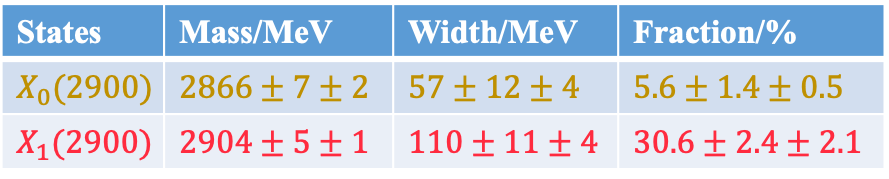 States Mass/MeV Width/MeV Fraction/%
X₀(2900) 2866 ± 7 ± 2 57 ± 12 ± 4 5.6 ± 1.4 ± 0.5
X₁(2900) 2904 ± 5 ± 1 110 ± 11 ± 4 30.6 ± 2.4 ± 2.1